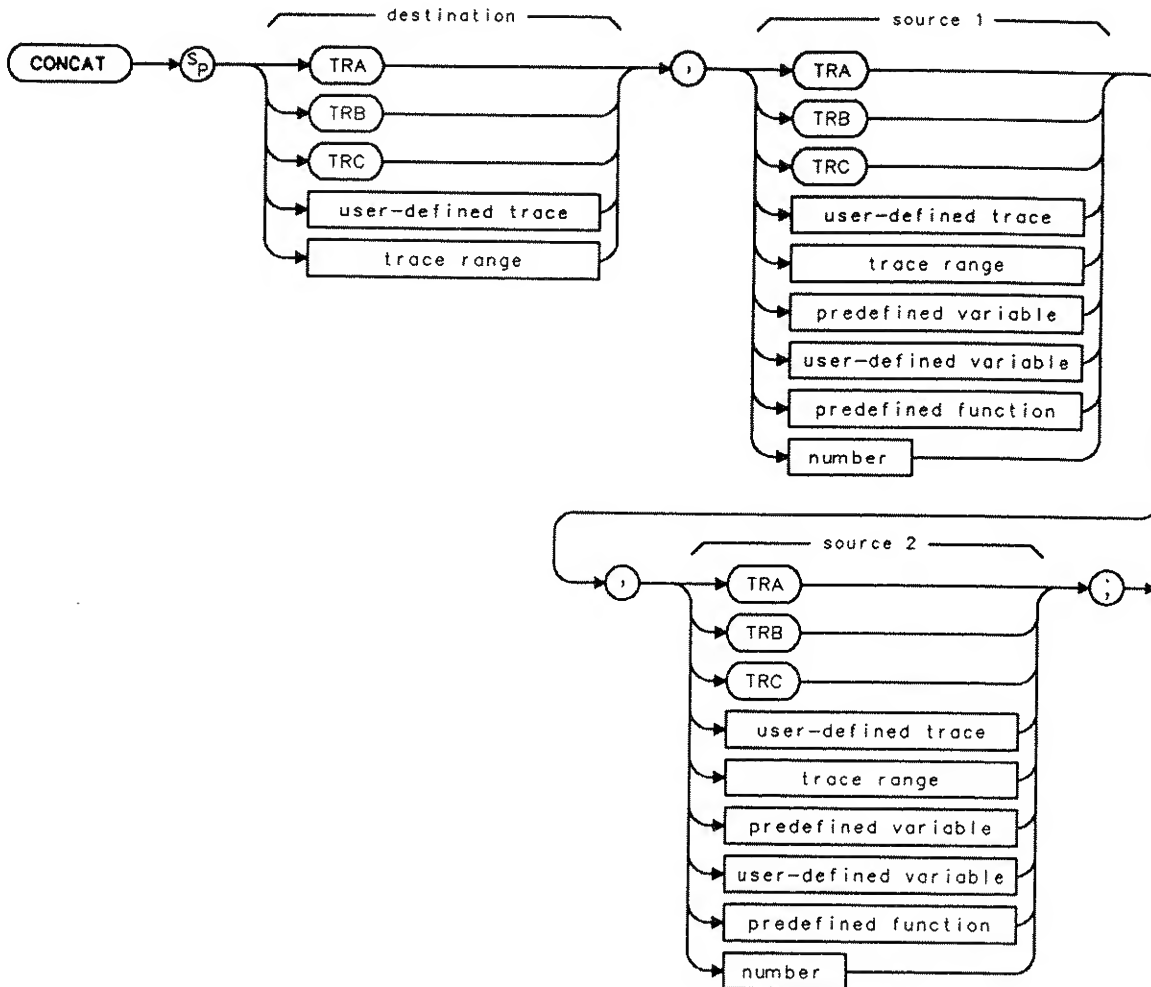 destination
source 1
CONCAT
Sp
TRA
,
TRA
TRB
TRB
TRC
TRC
user-defined trace
user-defined trace
trace range
trace range
predefined variable
user-defined variable
predefined function
number
source 2
,
TRA
;
TRB
TRC
user-defined trace
trace range
predefined variable
user-defined variable
predefined function
number